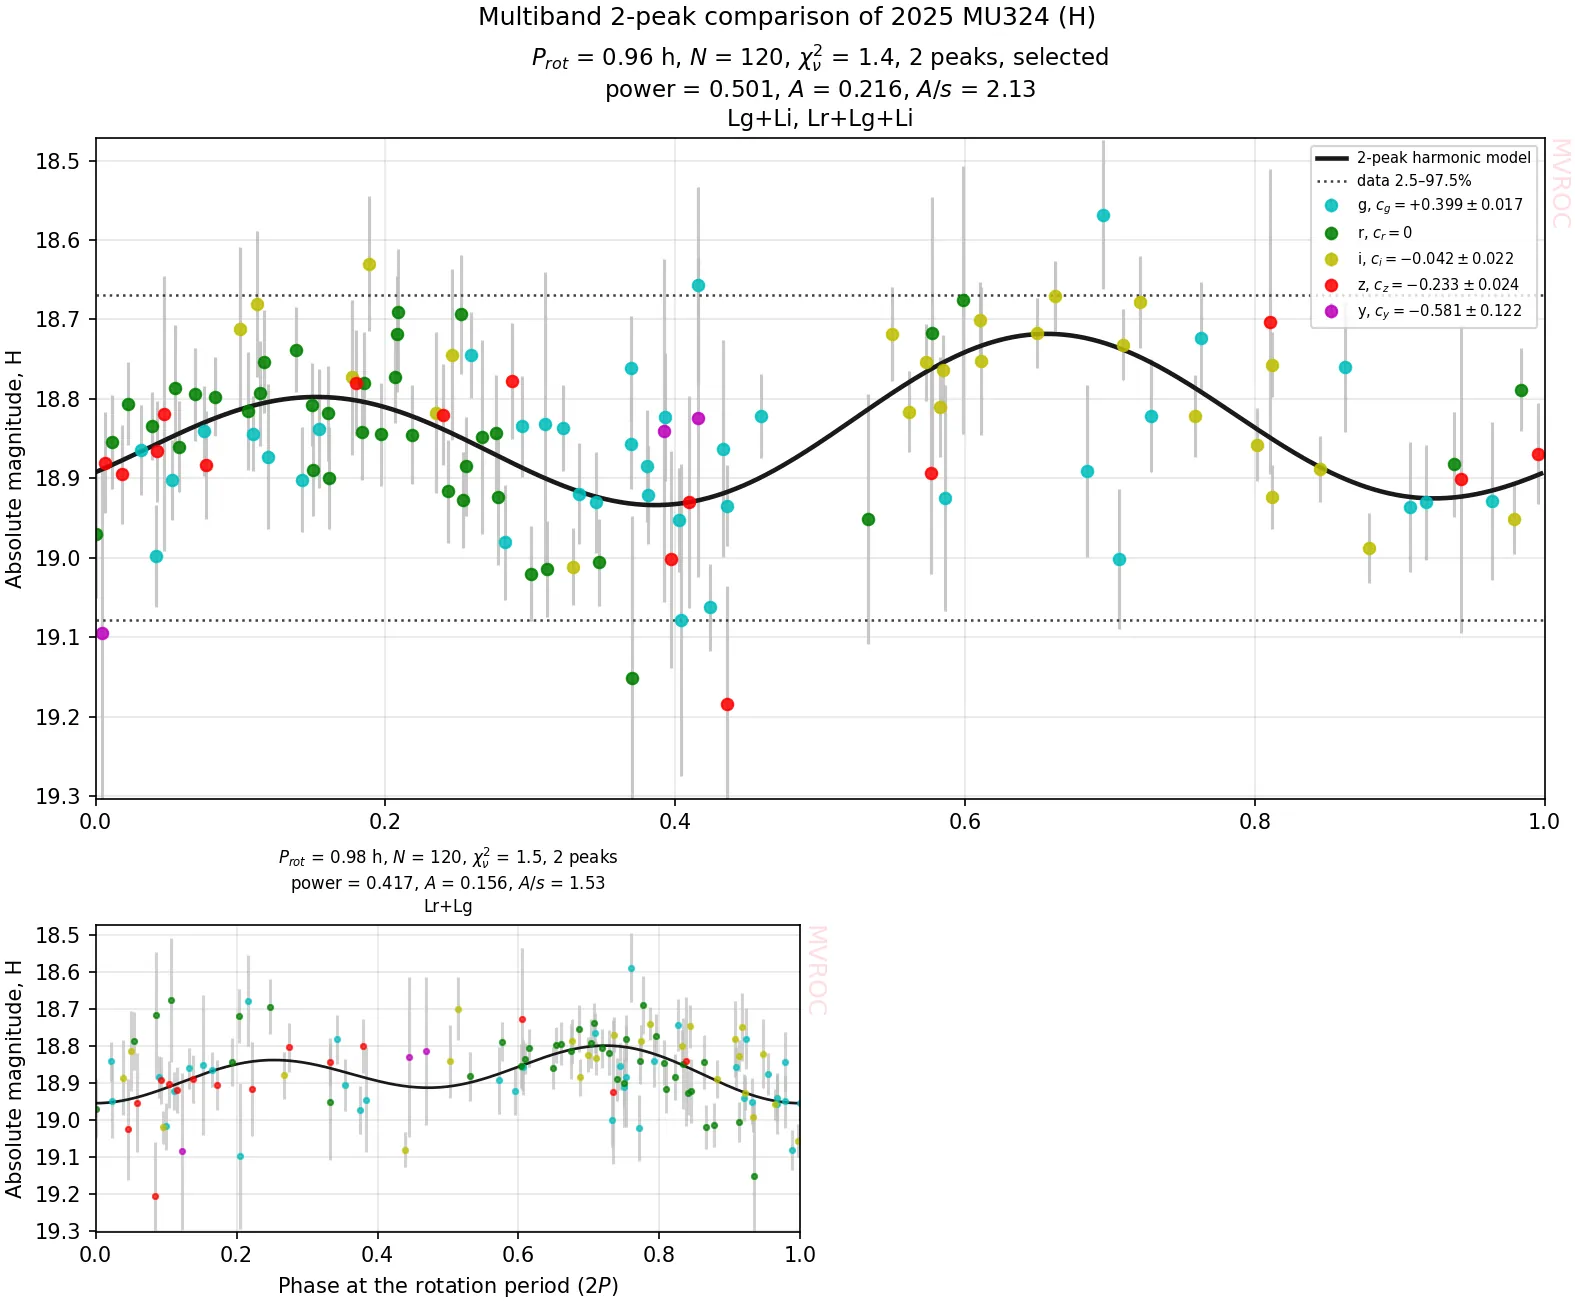 Multiband 2-peak comparison of 2025 MU324 (H)
P_rot = 0.96 h, N = 120, χ²_ν = 1.4, 2 peaks, selected
power = 0.501, A = 0.216, A/s = 2.13
Lg+Li, Lr+Lg+Li
MVROC
2-peak harmonic model
data 2.5–97.5%
g, c_g = +0.399 ± 0.017
r, c_r = 0
i, c_i = −0.042 ± 0.022
z, c_z = −0.233 ± 0.024
y, c_y = −0.581 ± 0.122
Absolute magnitude, H
18.5
18.6
18.7
18.8
18.9
19.0
19.1
19.2
19.3
0.0 0.2 0.4 0.6 0.8 1.0
P_rot = 0.98 h, N = 120, χ²_ν = 1.5, 2 peaks
power = 0.417, A = 0.156, A/s = 1.53
Lr+Lg
MVROC
Absolute magnitude, H
18.5
18.6
18.7
18.8
18.9
19.0
19.1
19.2
19.3
0.0 0.2 0.4 0.6 0.8 1.0
Phase at the rotation period (2P)